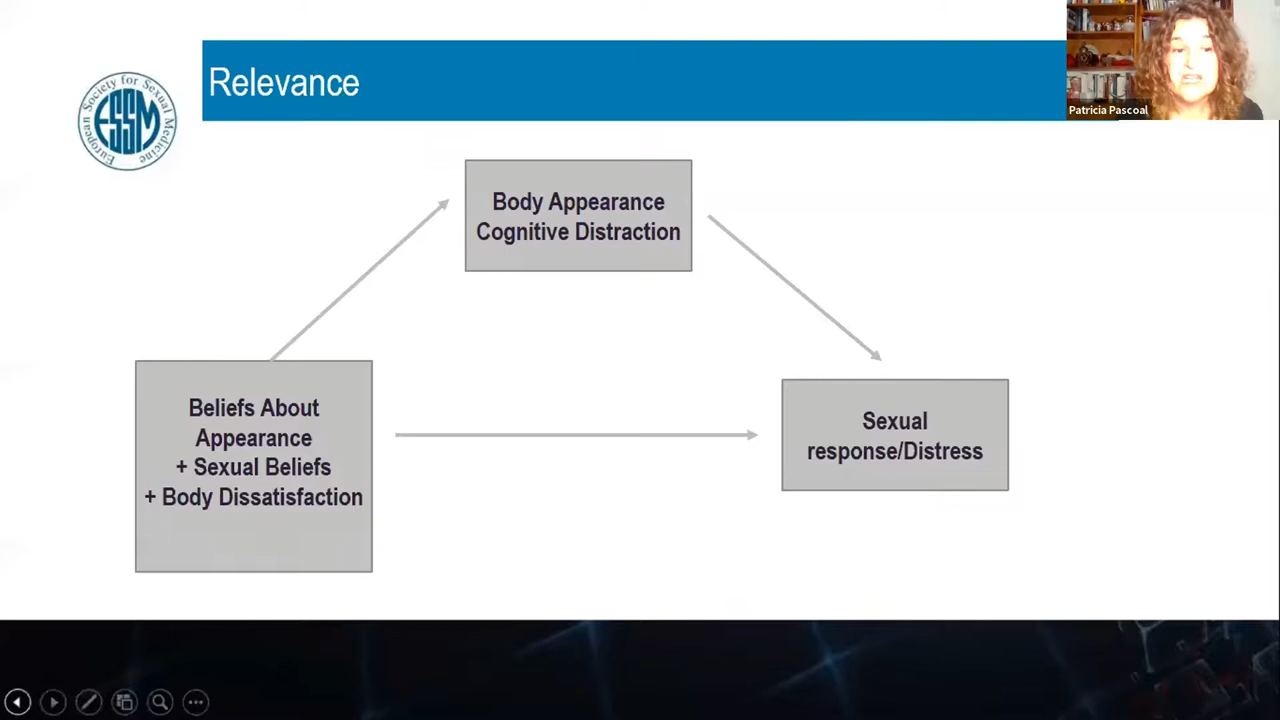 Relevance
European Society for Sexual Medicine
ESSM
Patricia Pascoal
Body Appearance
Cognitive Distraction
Beliefs About
Appearance
+ Sexual Beliefs
+ Body Dissatisfaction
Sexual
response/Distress